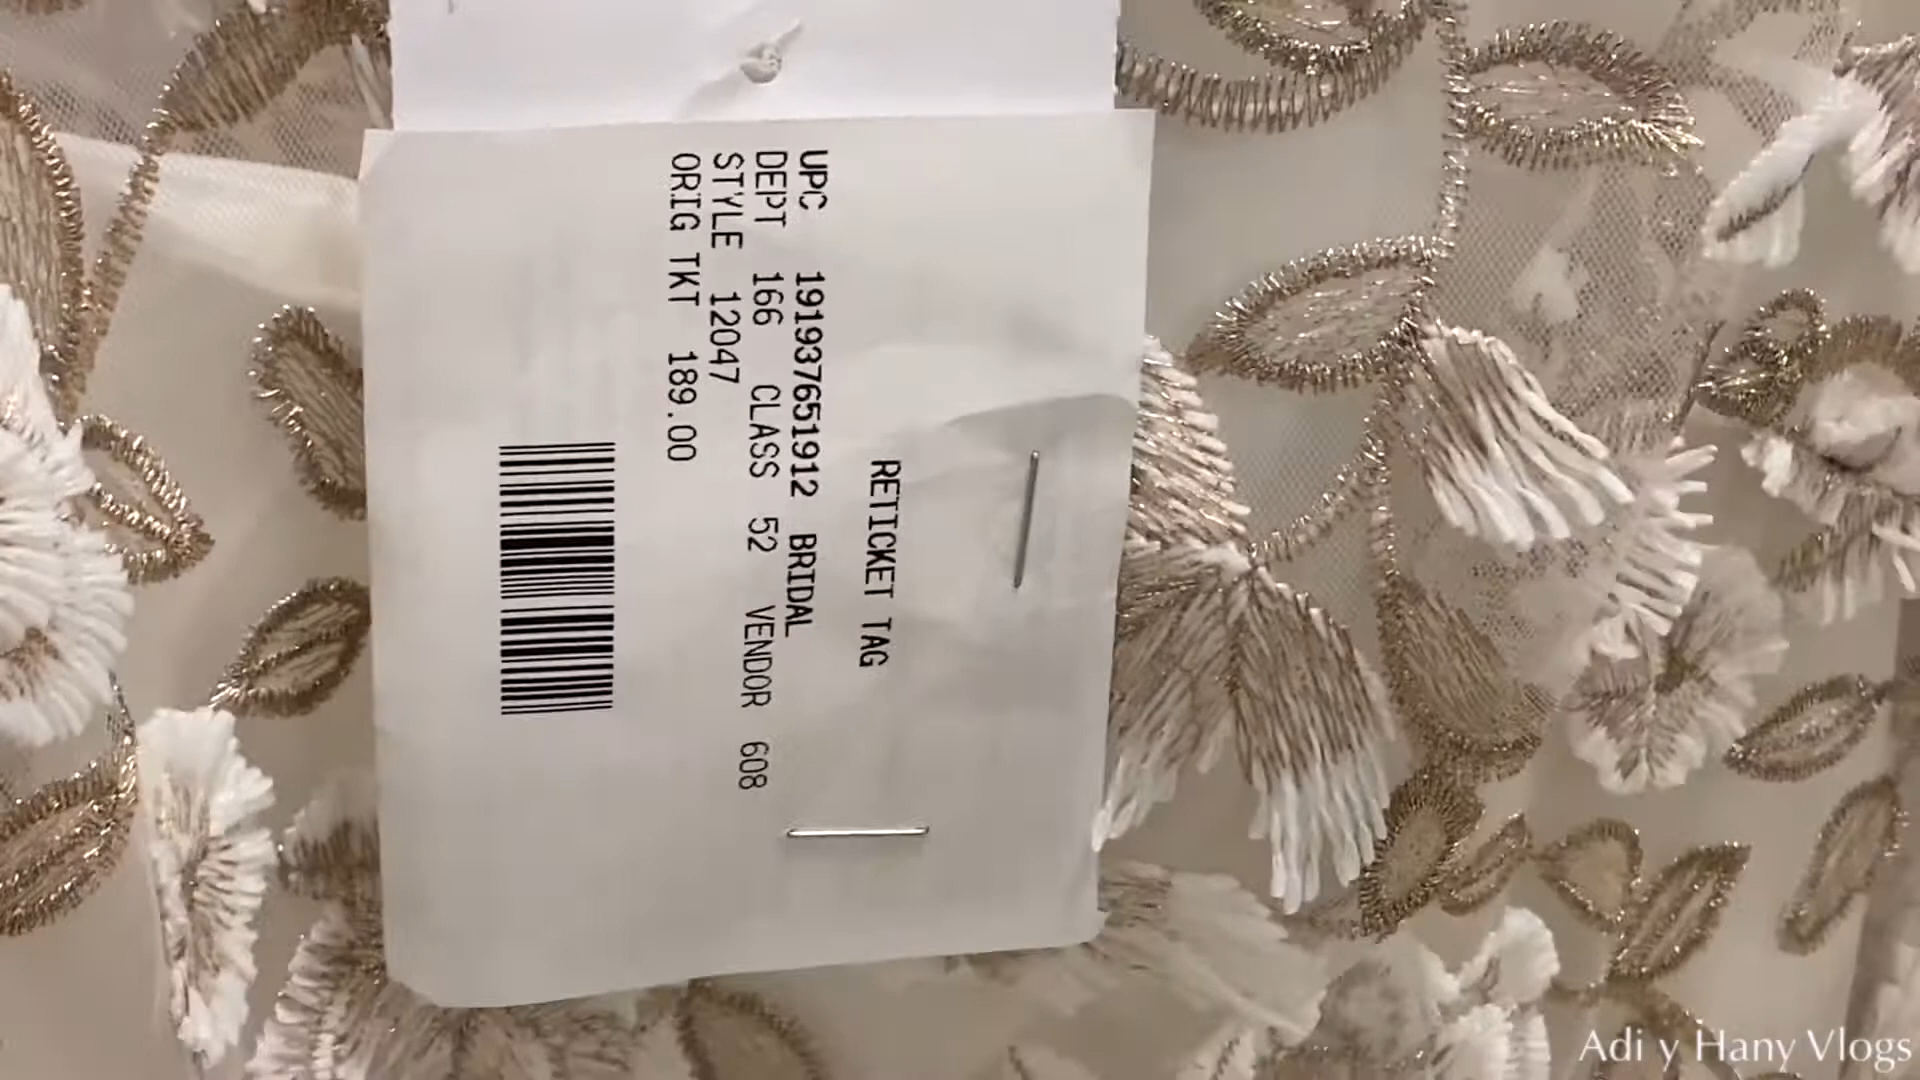 RETICKET TAG
UPC 191937651912 BRIDAL
DEPT 166 CLASS 52 VENDOR 608
STYLE 12047
ORIG TKT 189.00
Adi y Hany Vlogs